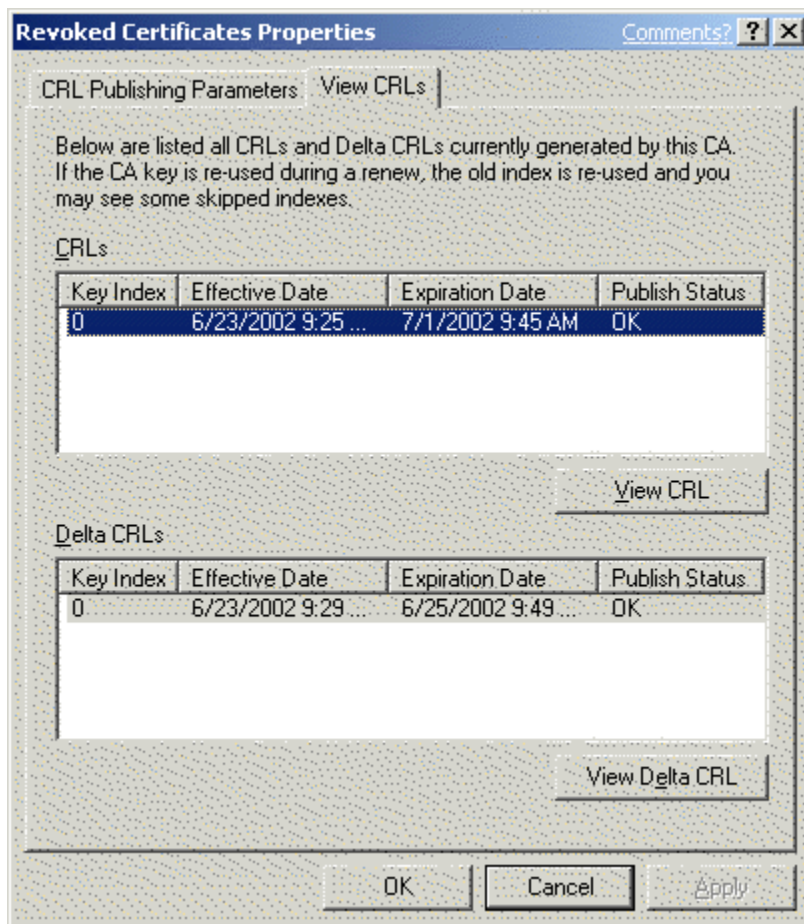 Revoked Certificates Properties Comments? ?
CRL Publishing Parameters View CRLs
Below are listed all CRLs and Delta CRLs currently generated by this CA.
If the CA key is re-used during a renew, the old index is re-used and you
may see some skipped indexes.
CRLs
Key Index Effective Date Expiration Date Publish Status
0 6/23/2002 9:25 ... 7/1/2002 9:45 AM OK
View CRL
Delta CRLs
Key Index Effective Date Expiration Date Publish Status
0 6/23/2002 9:29 ... 6/25/2002 9:49 ... OK
View Delta CRL
OK Cancel Apply